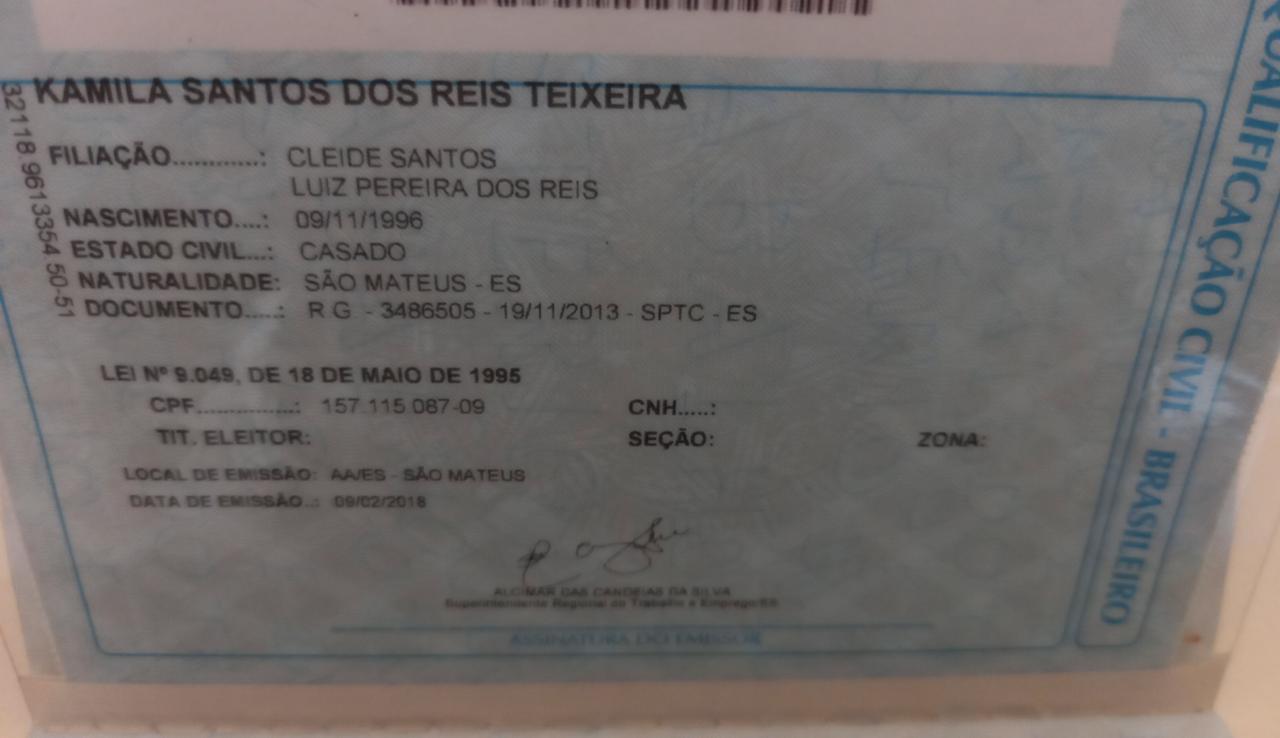 KAMILA SANTOS DOS REIS TEIXEIRA
FILIAÇÃO............: CLEIDE SANTOS
LUIZ PEREIRA DOS REIS
NASCIMENTO....: 09/11/1996
ESTADO CIVIL...: CASADO
NATURALIDADE: SÃO MATEUS - ES
DOCUMENTO.....: R G - 3486505 - 19/11/2013 - SPTC - ES
LEI Nº 9.049, DE 18 DE MAIO DE 1995
CPF................: 157.115.087-09 CNH.....:
TIT. ELEITOR: SEÇÃO: ZONA:
LOCAL DE EMISSÃO: AA/ES - SÃO MATEUS
DATA DE EMISSÃO..: 09/02/2018
ALCIMAR DAS CANDEIAS DA SILVA
Superintendente Regional do Trabalho e Emprego/ES
ASSINATURA DO EMISSOR
32118 9613354 50-51
QUALIFICAÇÃO CIVIL - BRASILEIRO